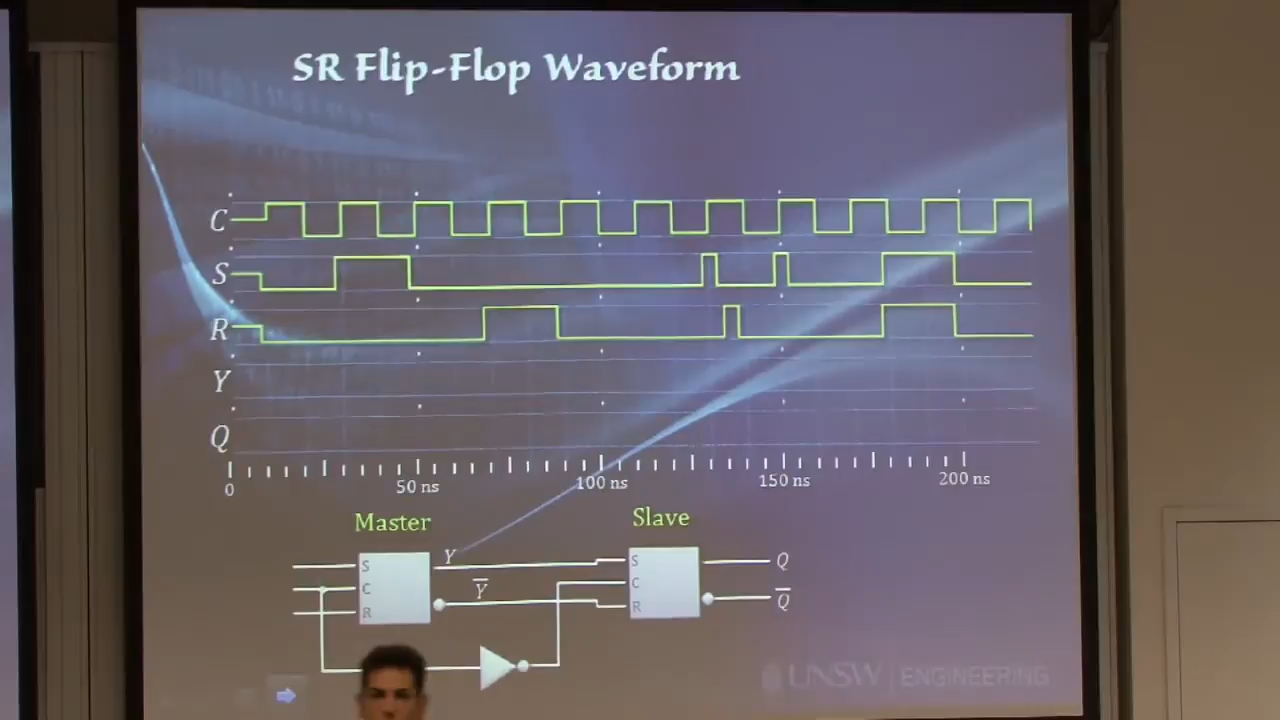 SR Flip-Flop Waveform
C
S
R
Y
Q
0 50 ns 100 ns 150 ns 200 ns
Master Slave
S
C
R
Y
Y̅
S
C
R
Q
Q̅
UNSW ENGINEERING